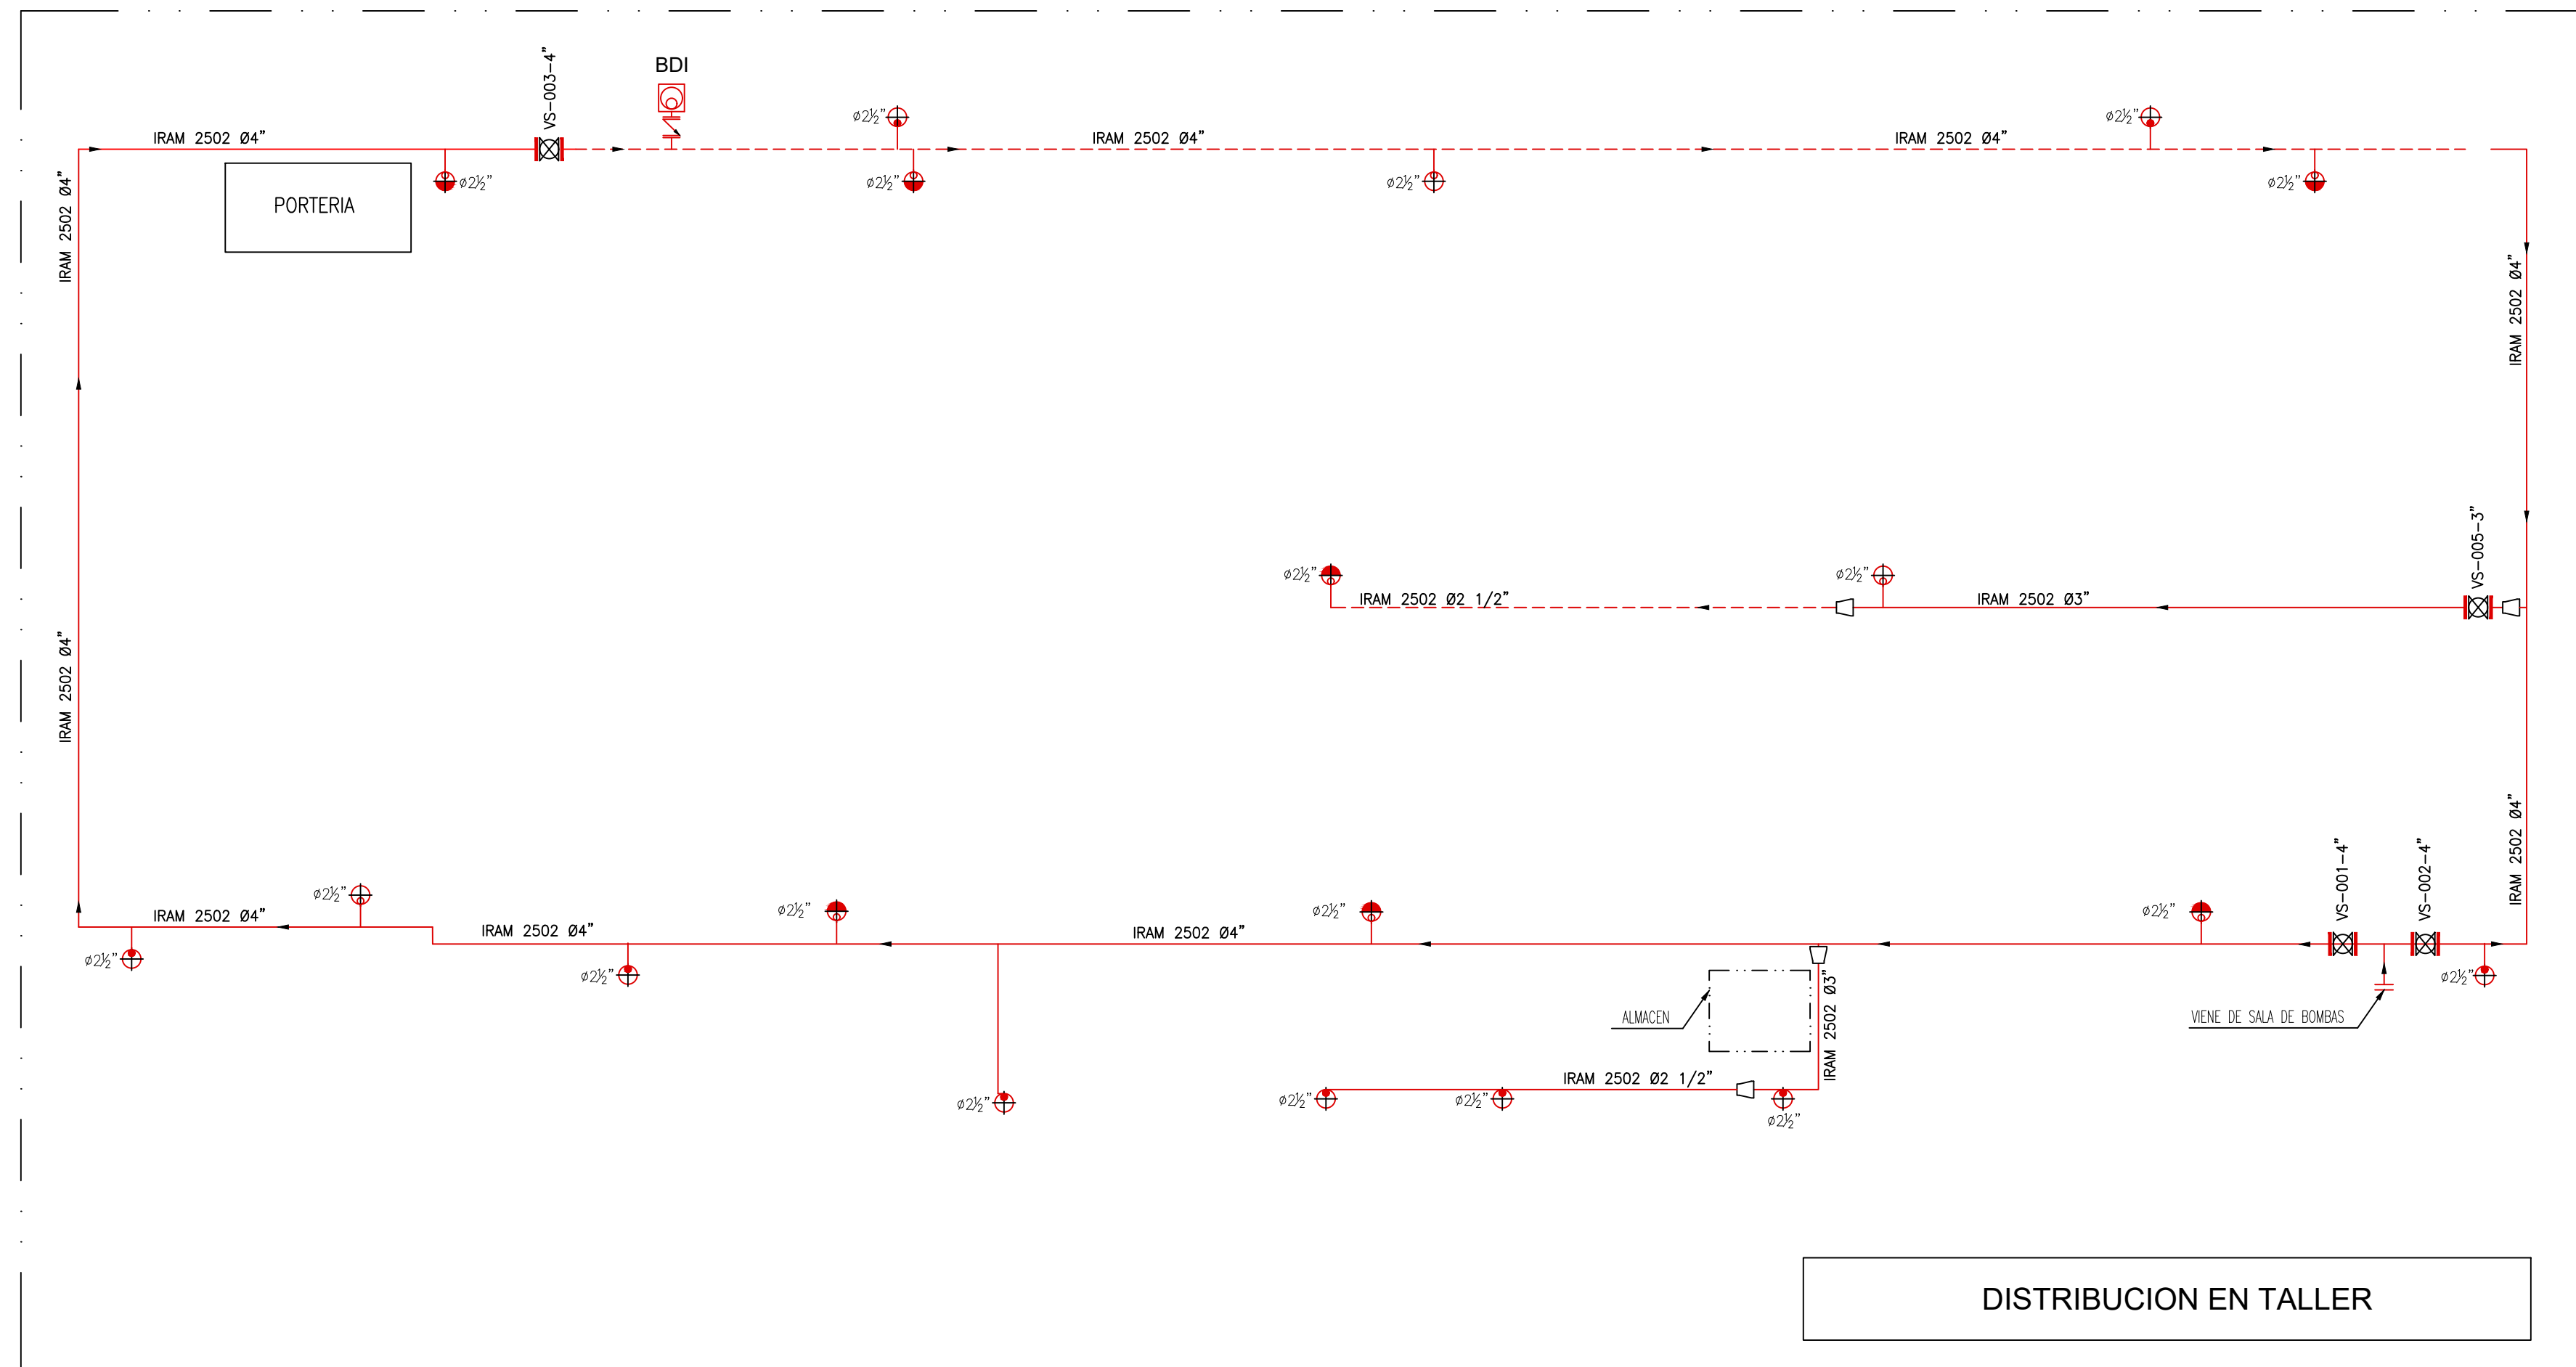 BDI
VS-003-4"
ø2½"
ø2½"
IRAM 2502 Ø4"
IRAM 2502 Ø4"
IRAM 2502 Ø4"
ø2½"
ø2½"
ø2½"
ø2½"
PORTERIA
IRAM 2502 Ø4"
IRAM 2502 Ø4"
VS-005-3"
ø2½"
ø2½"
IRAM 2502 Ø2 1/2"
IRAM 2502 Ø3"
IRAM 2502 Ø4"
IRAM 2502 Ø4"
VS-001-4"
VS-002-4"
ø2½"
ø2½"
ø2½"
ø2½"
IRAM 2502 Ø4"
IRAM 2502 Ø4"
IRAM 2502 Ø4"
ø2½"
ø2½"
ø2½"
IRAM 2502 Ø3"
ALMACEN
VIENE DE SALA DE BOMBAS
IRAM 2502 Ø2 1/2"
ø2½"
ø2½"
ø2½"
ø2½"
DISTRIBUCION EN TALLER